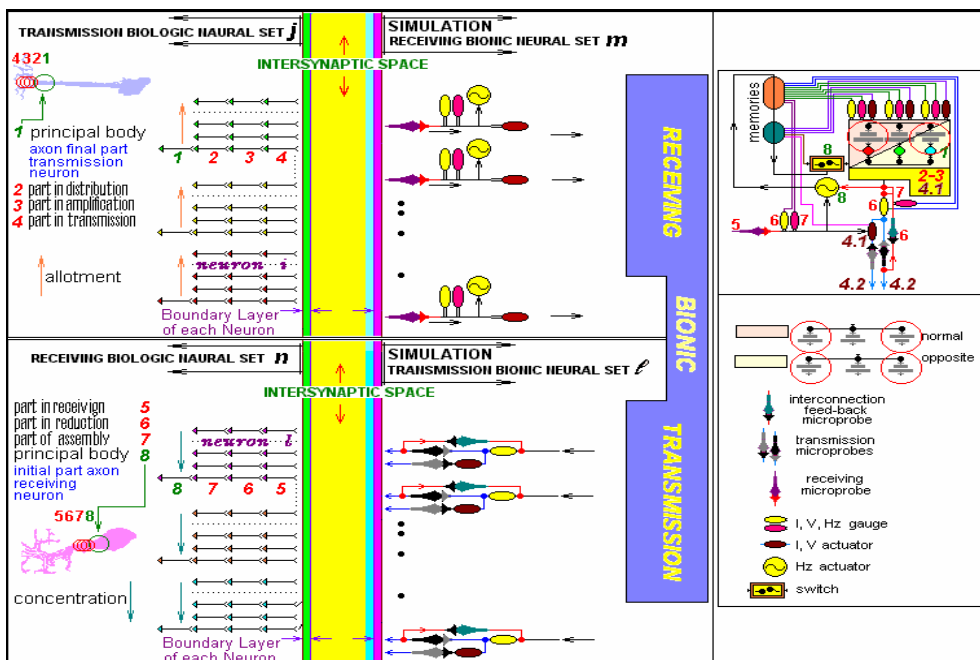 TRANSMISSION BIOLOGIC NAURAL SET j
SIMULATION
RECEIVING BIONIC NEURAL SET m
INTERSYNAPTIC SPACE
4321
1 principal body
axon final part
transmission
neuron
2 part in distribution
3 part in amplification
4 part in transmission
allotment
1 2 3 4
neuron i
Boundary Layer
of each Neuron
RECEIVING BIONIC TRANSMISSION
RECEIVING BIOLOGIC NAURAL SET n
SIMULATION
TRANSMISSION BIONIC NEURAL SET ℓ
INTERSYNAPTIC SPACE
part in receivign 5
part in reduction 6
part of assembly 7
principal body 8
initial part axon
receiving
neuron
5678
concentration
neuron l
8 7 6 5
Boundary Layer
of each Neuron
memories
8
1
2-3
4.1
8
7
6
5
6
7
4.1
6
4.2
4.2
normal
opposite
interconnection
feed-back
microprobe
transmission
microprobes
receiving
microprobe
I, V, Hz gauge
I, V actuator
Hz actuator
switch